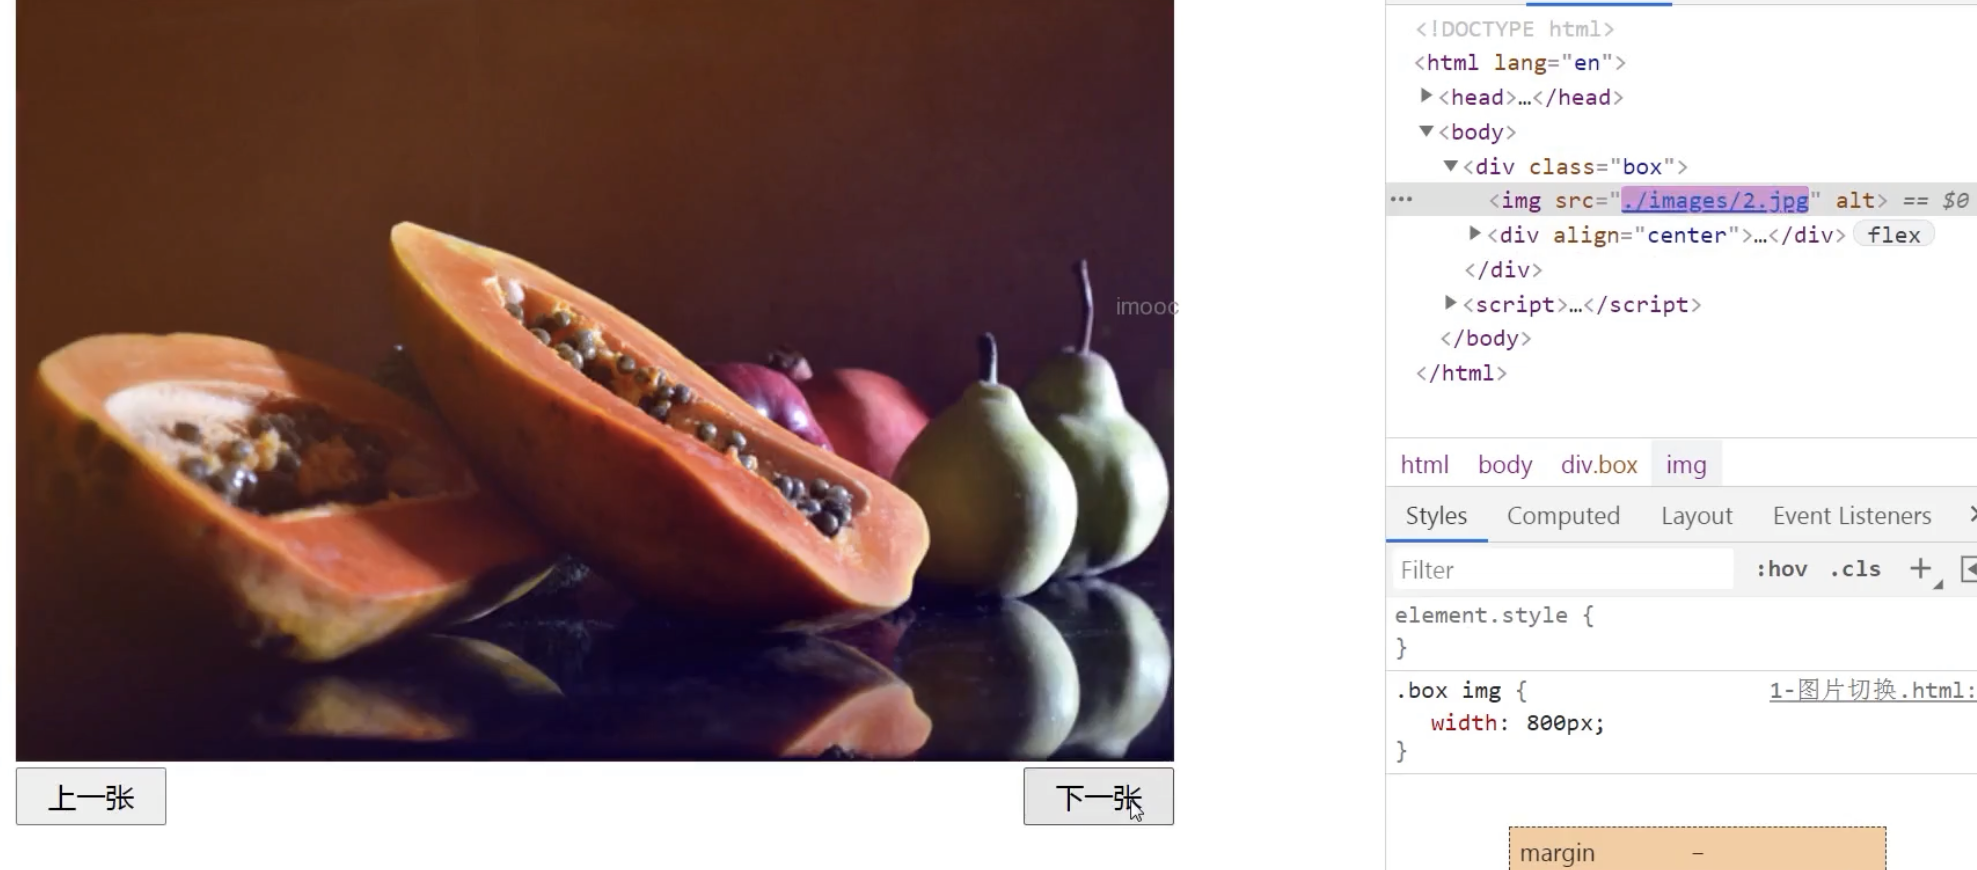 imooc
上一张
下一张
<!DOCTYPE html>
<html lang="en">
<head>…</head>
<body>
<div class="box">
<img src="./images/2.jpg" alt> == $0
<div align="center">…</div> flex
</div>
<script>…</script>
</body>
</html>
html body div.box img
Styles Computed Layout Event Listeners
Filter :hov .cls
element.style {
}
.box img { 1-图片切换.html:
width: 800px;
}
margin –